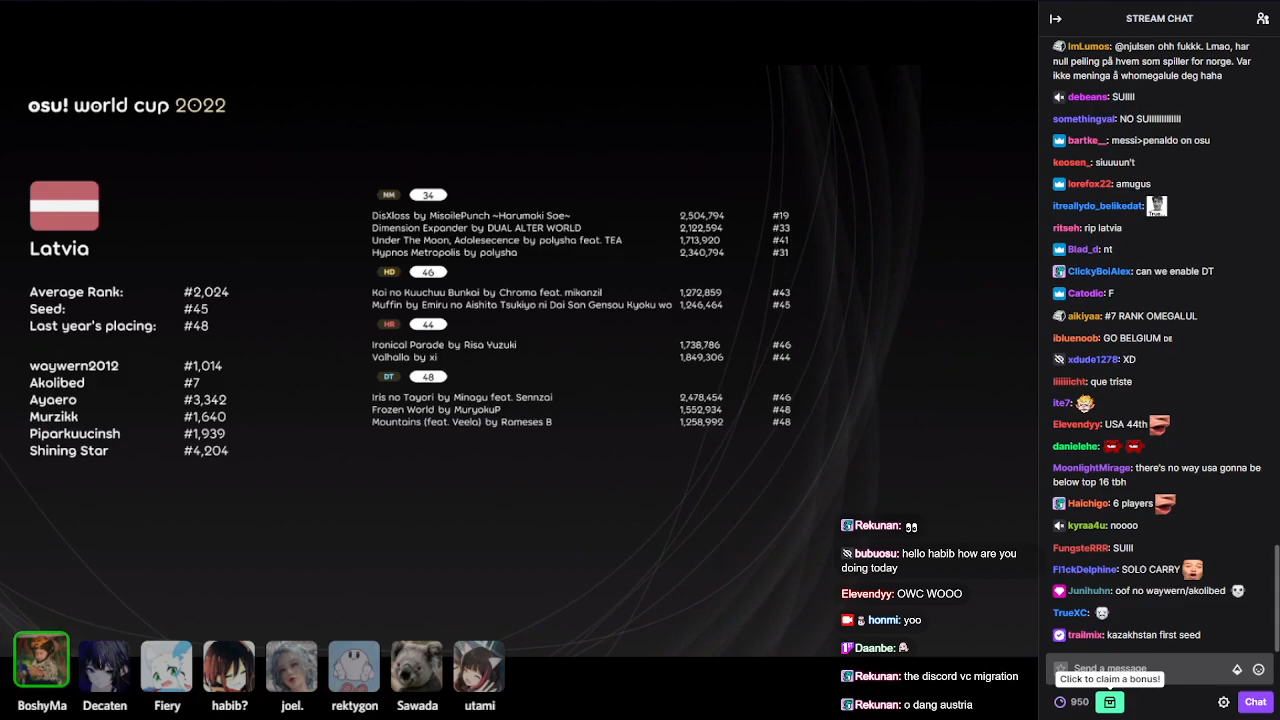 osu! world cup 2022
Latvia
Average Rank: #2,024
Seed: #45
Last year's placing: #48
waywern2012 #1,014
Akolibed #7
Ayaero #3,342
Murzikk #1,640
Piparkuucinsh #1,939
Shining Star #4,204
NM 34
DisXloss by MisoilePunch ~Harumaki Soe~ 2,504,794 #19
Dimension Expander by DUAL ALTER WORLD 2,122,594 #33
Under The Moon, Adolesecence by polysha feat. TEA 1,713,920 #41
Hypnos Metropolis by polysha 2,340,794 #31
HD 46
Koi no Kuuchuu Bunkai by Chroma feat. mikanzil 1,272,859 #43
Muffin by Emiru no Aishita Tsukiyo ni Dai San Gensou Kyoku wo 1,246,464 #45
HR 44
Ironical Parade by Risa Yuzuki 1,738,786 #46
Valhalla by xi 1,849,306 #44
DT 48
Iris no Tayori by Minagu feat. Sennzai 2,478,454 #46
Frozen World by MuryokuP 1,552,934 #48
Mountains (feat. Veela) by Rameses B 1,258,992 #48
Rekunan:
bubuosu: hello habib how are you
doing today
Elevendyy: OWC WOOO
honmi: yoo
Daanbe:
Rekunan: the discord vc migration
Rekunan: o dang austria
BoshyMa Decaten Fiery habib? joel. rektygon Sawada utami
STREAM CHAT
ImLumos: @njulsen ohh fukkk. Lmao, har
null peiling på hvem som spiller for norge. Var
ikke meninga å whomegalule deg haha
debeans: SUIIII
somethingval: NO SUIIIIIIIIIIIII
bartke__: messi>penaldo on osu
keosen_: siuuuun't
lorefox22: amugus
itreallydo_belikedat: True.
ritseh: rip latvia
Blad_d: nt
ClickyBoiAlex: can we enable DT
Catodic: F
aikiyaa: #7 RANK OMEGALUL
ibluenoob: GO BELGIUM BE
xdude1278: XD
liiiiiicht: que triste
ite7:
Elevendyy: USA 44th
danielehe:
MoonlightMirage: there's no way usa gonna be
below top 16 tbh
Haichigo: 6 players
kyraa4u: noooo
FungsteRRR: SUIII
Fl1ckDelphine: SOLO CARRY
Junihuhn: oof no waywern/akolibed
TrueXC:
trailmix: kazakhstan first seed
Send a message
Click to claim a bonus!
950
Chat